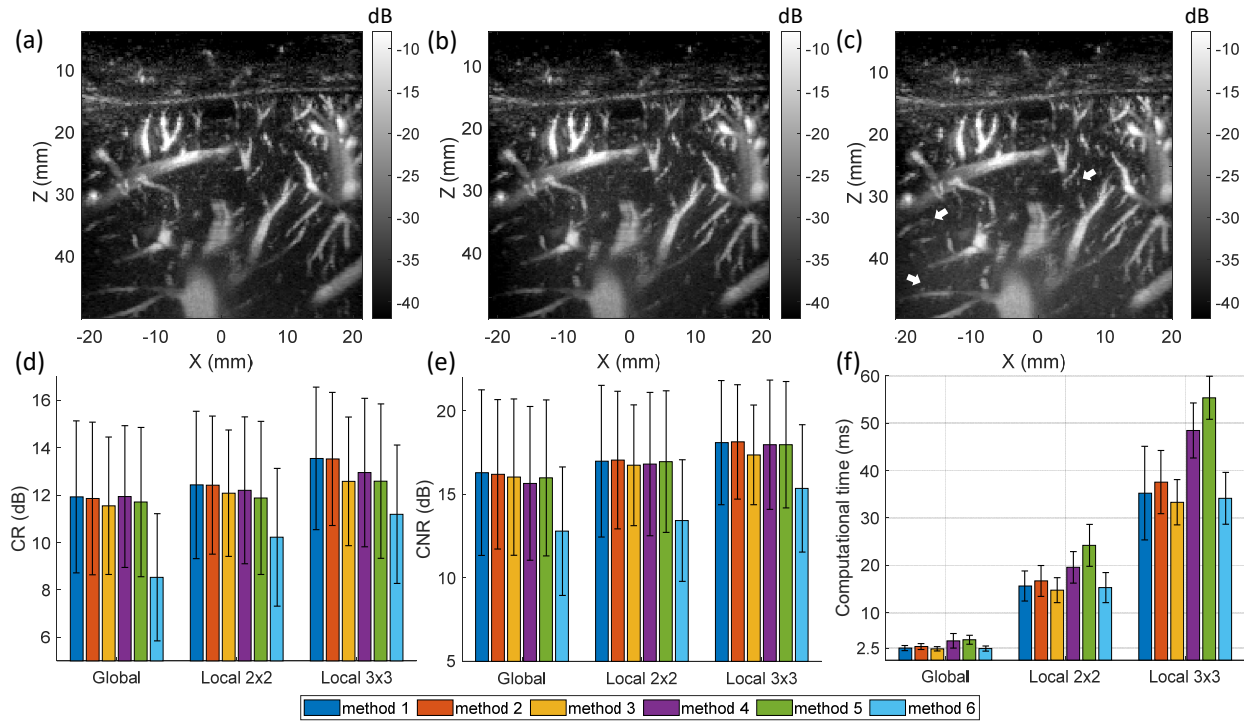 (a)
dB
(b)
dB
(c)
dB
Z (mm)
10
20
30
40
-10
-15
-20
-25
-30
-35
-40
-20
-10
0
10
20
X (mm)
Z (mm)
10
20
30
40
-10
-15
-20
-25
-30
-35
-40
-20
-10
0
10
20
X (mm)
Z (mm)
10
20
30
40
-10
-15
-20
-25
-30
-35
-40
-20
-10
0
10
20
X (mm)
(d)
CR (dB)
16
14
12
10
8
6
Global
Local 2x2
Local 3x3
(e)
CNR (dB)
20
15
10
5
Global
Local 2x2
Local 3x3
(f)
Computational time (ms)
60
50
40
30
20
10
2.5
Global
Local 2x2
Local 3x3
method 1 method 2 method 3 method 4 method 5 method 6